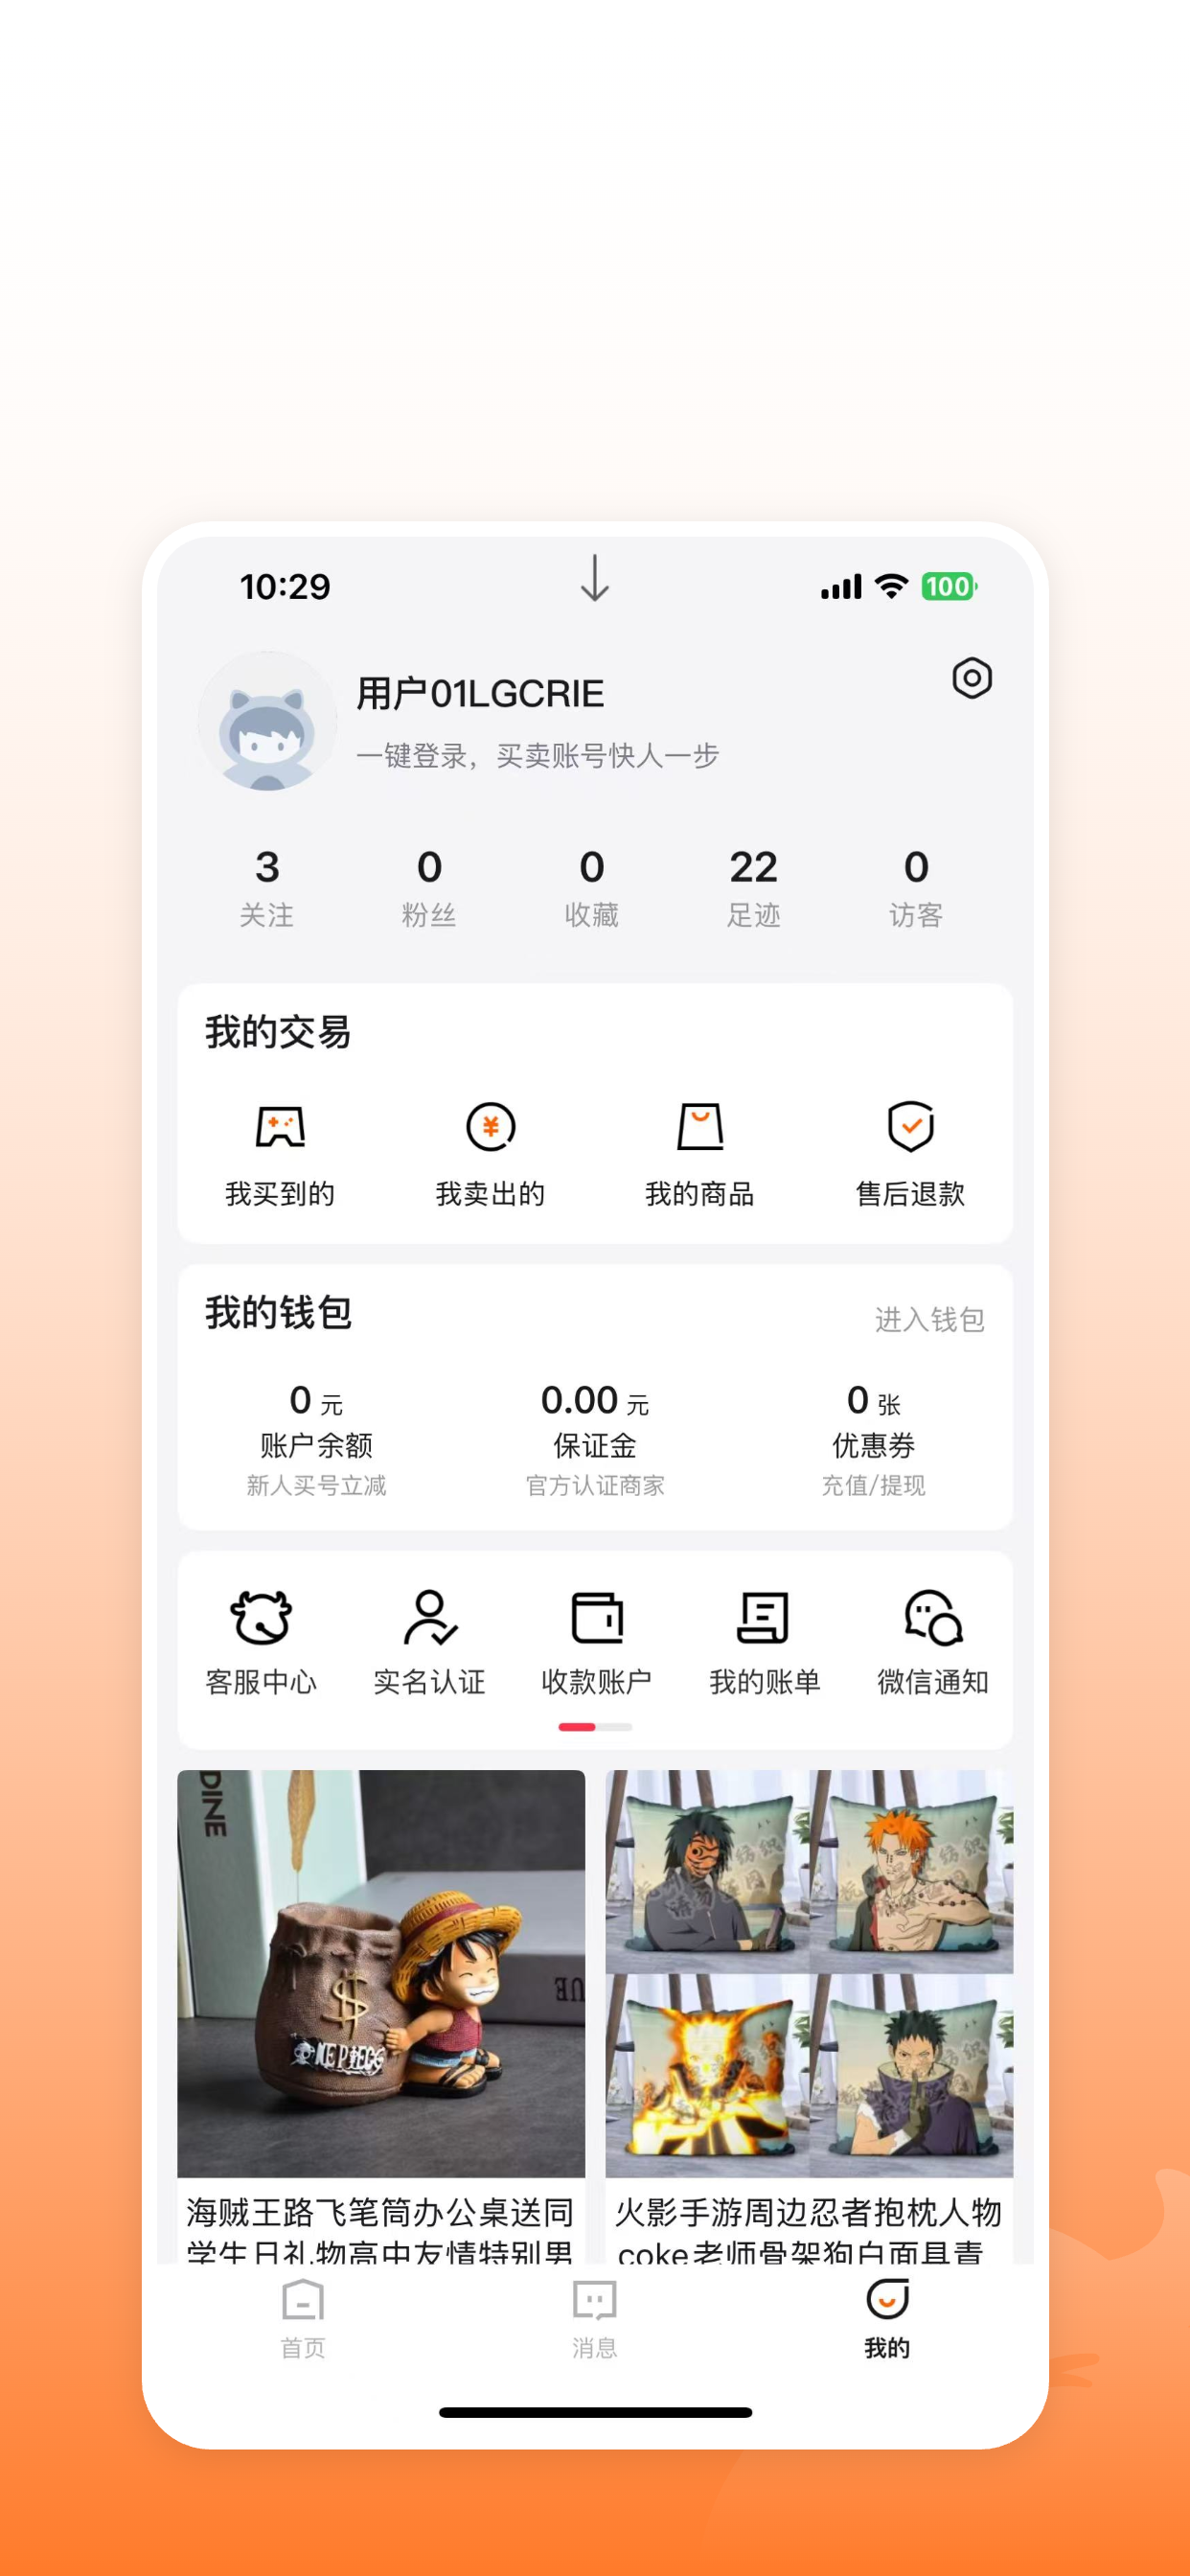 10:29
100
用户01LGCRIE
一键登录，买卖账号快人一步
3 0 0 22 0
关注 粉丝 收藏 足迹 访客
我的交易
我买到的 我卖出的 我的商品 售后退款
我的钱包 进入钱包
0 元 0.00 元 0 张
账户余额 保证金 优惠券
新人买号立减 官方认证商家 充值/提现
客服中心 实名认证 收款账户 我的账单 微信通知
DINE
$
ONE PIECE
海贼王路飞笔筒办公桌送同
学生日礼物高中友情特别男
火影手游周边忍者抱枕人物
coke老师骨架狗白面具青
首页 消息 我的